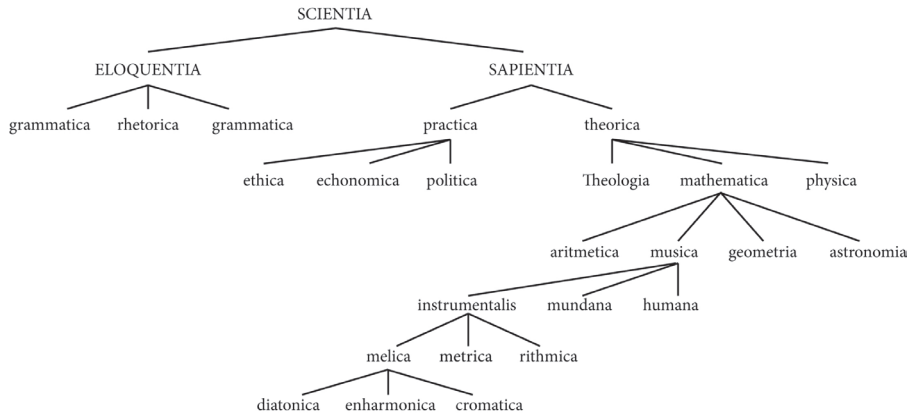 SCIENTIA
ELOQUENTIA SAPIENTIA
grammatica rhetorica grammatica practica theorica
ethica echonomica politica Theologia mathematica physica
aritmetica musica geometria astronomia
instrumentalis mundana humana
melica metrica rithmica
diatonica enharmonica cromatica